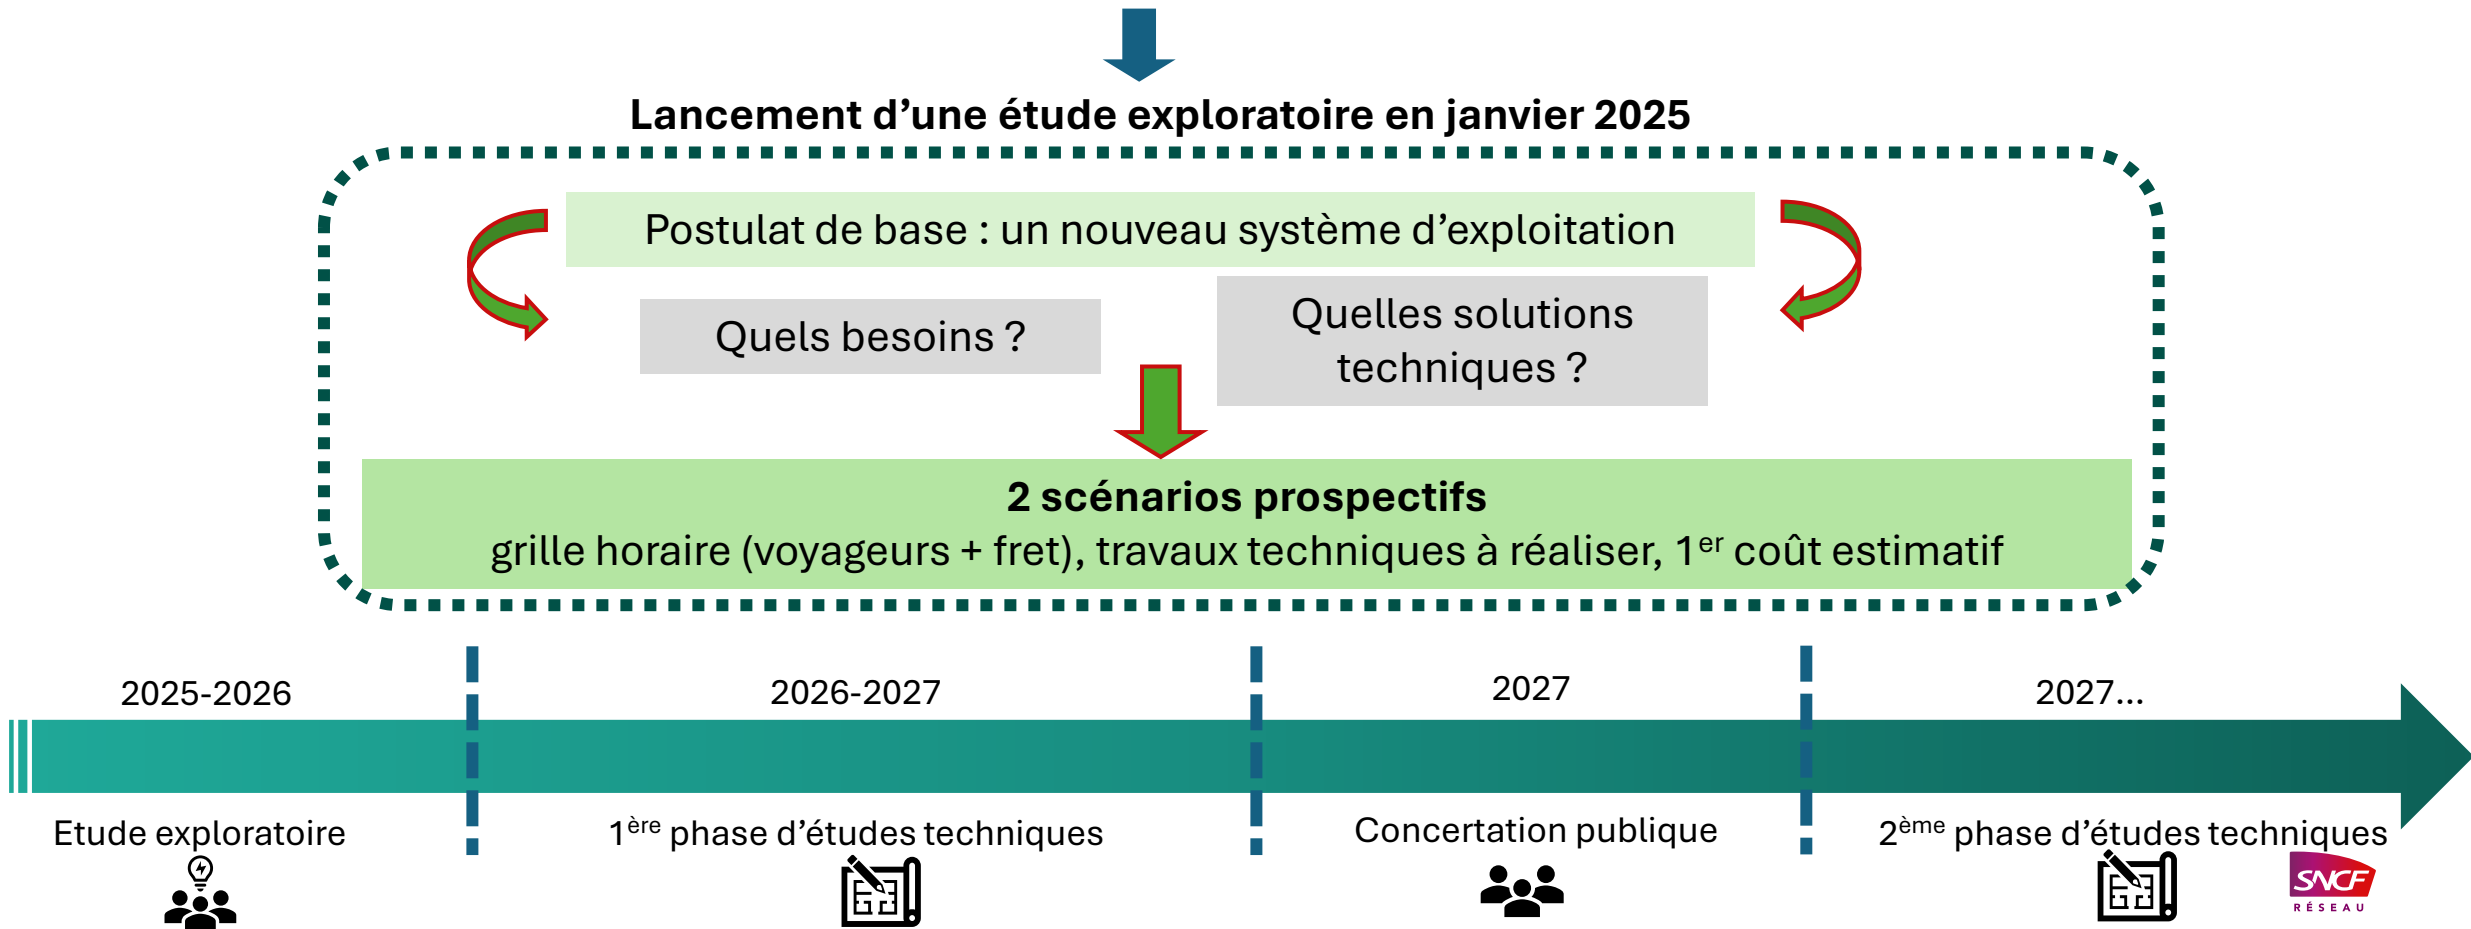 Lancement d’une étude exploratoire en janvier 2025
Postulat de base : un nouveau système d’exploitation
Quels besoins ?
Quelles solutions
techniques ?
2 scénarios prospectifs
grille horaire (voyageurs + fret), travaux techniques à réaliser, 1er coût estimatif
2025-2026
2026-2027
2027
2027...
Etude exploratoire
1ère phase d’études techniques
Concertation publique
2ème phase d’études techniques
SNCF
RÉSEAU